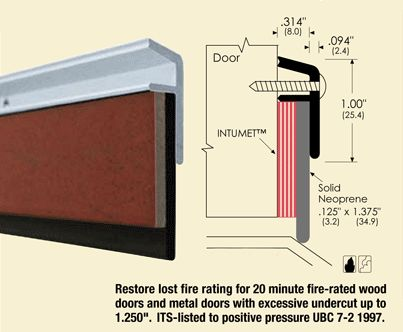 .314"
(8.0)
.094"
(2.4)
Door
1.00"
(25.4)
INTUMET™
Solid
Neoprene
.125" x 1.375"
(3.2) (34.9)
Restore lost fire rating for 20 minute fire-rated wood
doors and metal doors with excessive undercut up to
1.250". ITS-listed to positive pressure UBC 7-2 1997.